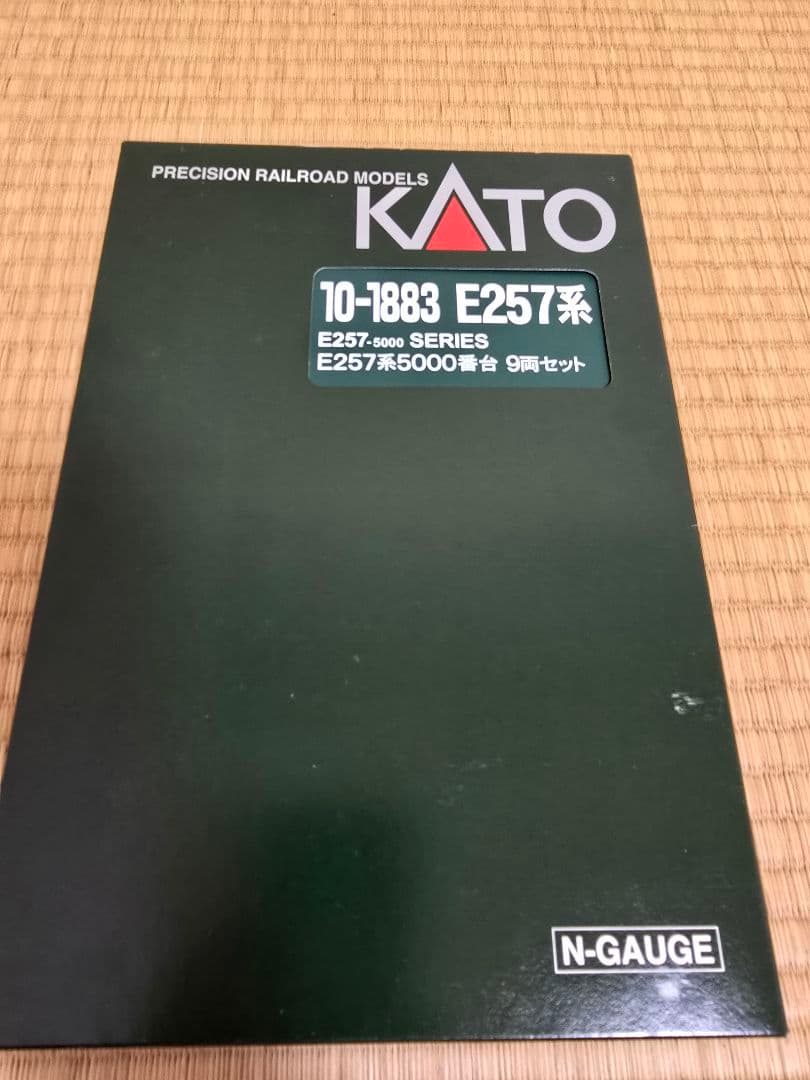 PRECISION RAILROAD MODELS
KATO
10-1883 E257系
E257-5000 SERIES
E257系5000番台 9両セット
N-GAUGE